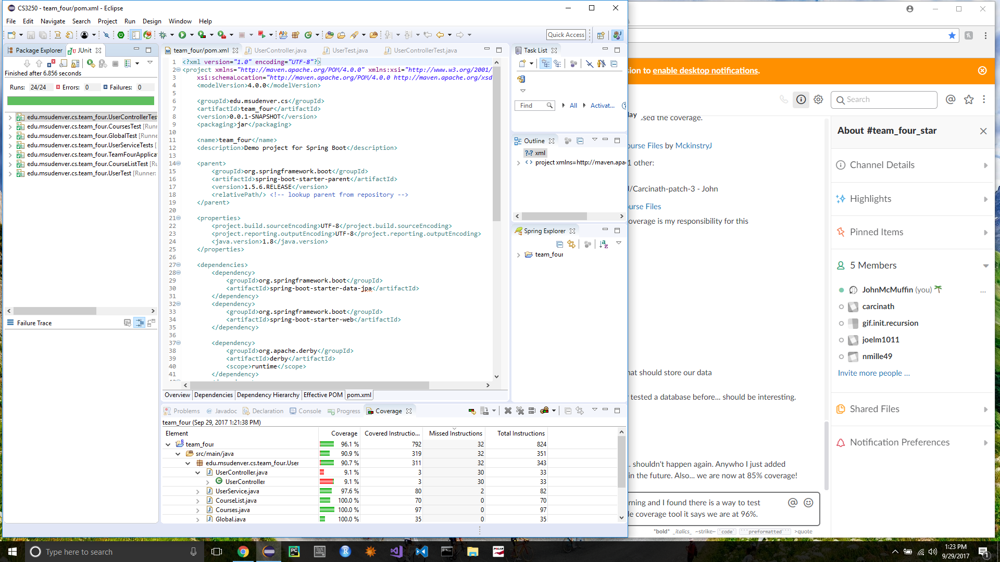 CS3250 - team_four/pom.xml - Eclipse
File Edit Navigate Search Project Run Design Window Help
Quick Access
Package Explorer JUnit
Finished after 6.856 seconds
Runs: 24/24 Errors: 0 Failures: 0
edu.msudenver.cs.team_four.UserControllerTest
edu.msudenver.cs.team_four.CoursesTest [Runn
edu.msudenver.cs.team_four.GlobalTest [Runne
edu.msudenver.cs.team_four.UserServiceTests [
edu.msudenver.cs.team_four.TeamFourApplicat
edu.msudenver.cs.team_four.CourseListTest [Ru
edu.msudenver.cs.team_four.UserTest [Runner:
Failure Trace
team_four/pom.xml UserController.java UserTest.java UserControllerTest.java
1 <?xml version="1.0" encoding="UTF-8"?>
2 <project xmlns="http://maven.apache.org/POM/4.0.0" xmlns:xsi="http://www.w3.org/2001/
3 xsi:schemaLocation="http://maven.apache.org/POM/4.0.0 http://maven.apache.org/xsd
4 <modelVersion>4.0.0</modelVersion>
5
6 <groupId>edu.msudenver.cs</groupId>
7 <artifactId>team_four</artifactId>
8 <version>0.0.1-SNAPSHOT</version>
9 <packaging>jar</packaging>
10
11 <name>team_four</name>
12 <description>Demo project for Spring Boot</description>
13
14 <parent>
15 <groupId>org.springframework.boot</groupId>
16 <artifactId>spring-boot-starter-parent</artifactId>
17 <version>1.5.6.RELEASE</version>
18 <relativePath/> <!-- lookup parent from repository -->
19 </parent>
20
21 <properties>
22 <project.build.sourceEncoding>UTF-8</project.build.sourceEncoding>
23 <project.reporting.outputEncoding>UTF-8</project.reporting.outputEncoding>
24 <java.version>1.8</java.version>
25 </properties>
26
27 <dependencies>
28 <dependency>
29 <groupId>org.springframework.boot</groupId>
30 <artifactId>spring-boot-starter-data-jpa</artifactId>
31 </dependency>
32 <dependency>
33 <groupId>org.springframework.boot</groupId>
34 <artifactId>spring-boot-starter-web</artifactId>
35 </dependency>
36
37 <dependency>
38 <groupId>org.apache.derby</groupId>
39 <artifactId>derby</artifactId>
40 <scope>runtime</scope>
41 </dependency>
Overview Dependencies Dependency Hierarchy Effective POM pom.xml
Task List
Find All Activat...
Outline
?-? xml
project xmlns=http://maven.apa
Spring Explorer
team_four
Problems @ Javadoc Declaration Console Progress Coverage
team_four (Sep 29, 2017 1:21:38 PM)
Element Coverage Covered Instructio... Missed Instructions Total Instructions
team_four 96.1 % 792 32 824
src/main/java 90.9 % 319 32 351
edu.msudenver.cs.team_four.User 90.7 % 311 32 343
UserController.java 9.1 % 3 30 33
UserController 9.1 % 3 30 33
UserService.java 97.6 % 80 2 82
CourseList.java 100.0 % 70 0 70
Courses.java 100.0 % 97 0 97
Global.java 100.0 % 35 0 35
sion to enable desktop notifications.
Search
lay
sed the coverage.
ourse Files by MckinstryJ
1 other:
J/Carcinath-patch-3 - John
urse Files
overage is my responsibility for this
hat should store our data
tested a database before... should be interesting.
.. shouldn't happen again. Anywho I just added
in the future. Also... we are now at 85% coverage!
rning and I found there is a way to test
le coverage tool it says we are at 96%.
*bold* _italics_ ~strike~ `code` ```preformatted``` >quote
About #team_four_star
Channel Details
Highlights
Pinned Items
5 Members
JohnMcMuffin (you) ...
carcinath
gif.init.recursion
joelm1011
nmille49
Invite more people ...
Shared Files
Notification Preferences
Type here to search
1:23 PM
9/29/2017
1